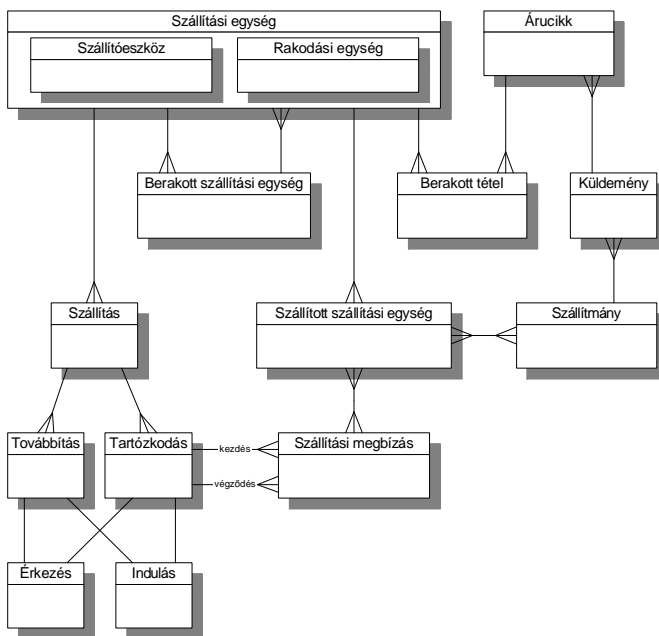 Szállítási egység
Árucikk
Szállítóeszköz
Rakodási egység
Berakott szállítási egység
Berakott tétel
Küldemény
Szállítás
Szállított szállítási egység
Szállítmány
Továbbítás
Tartózkodás
Szállítási megbízás
kezdés
végződés
Érkezés
Indulás